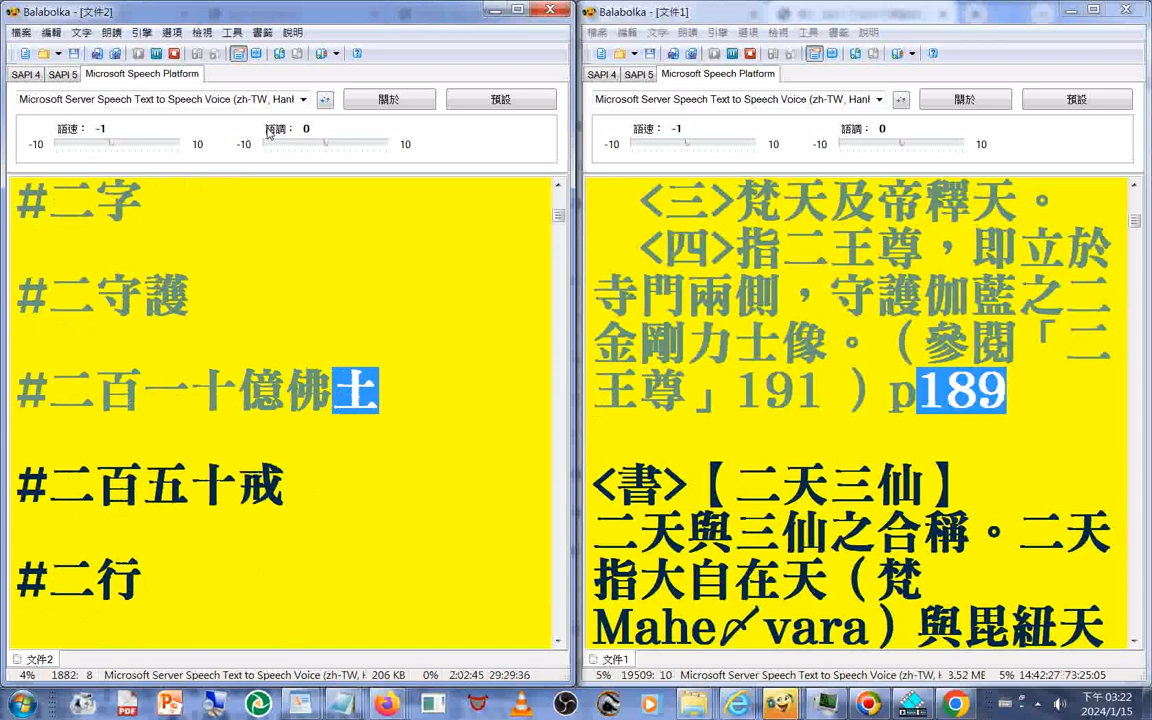 Balabolka - [文件2]
檔案 編輯 文字 朗讀 引擎 選項 檢視 工具 書籤 說明
SAPI 4 SAPI 5 Microsoft Speech Platform
Microsoft Server Speech Text to Speech Voice (zh-TW, Hanl
關於 預設
語速： -1 語調： 0
-10 10 -10 10
#二字
#二守護
#二百一十億佛土
#二百五十戒
#二行
文件2
4% 1882: 8 Microsoft Server Speech Text to Speech Voice (zh-TW, H 206 KB 0% 2:02:45 29:29:36
Balabolka - [文件1]
檔案 編輯 文字 朗讀 引擎 選項 檢視 工具 書籤 說明
SAPI 4 SAPI 5 Microsoft Speech Platform
Microsoft Server Speech Text to Speech Voice (zh-TW, Hanl
關於 預設
語速： -1 語調： 0
-10 10 -10 10
<三>梵天及帝釋天。
<四>指二王尊，即立於
寺門兩側，守護伽藍之二
金剛力士像。（參閱「二
王尊」191 ）p189
<書>【二天三仙】
二天與三仙之合稱。二天
指大自在天（梵
Mahe〆vara）與毘紐天
文件1
5% 19509: 10 Microsoft Server Speech Text to Speech Voice (zh-TW, H 3.52 ME 5% 14:42:27 73:25:05
下午 03:22
2024/1/15